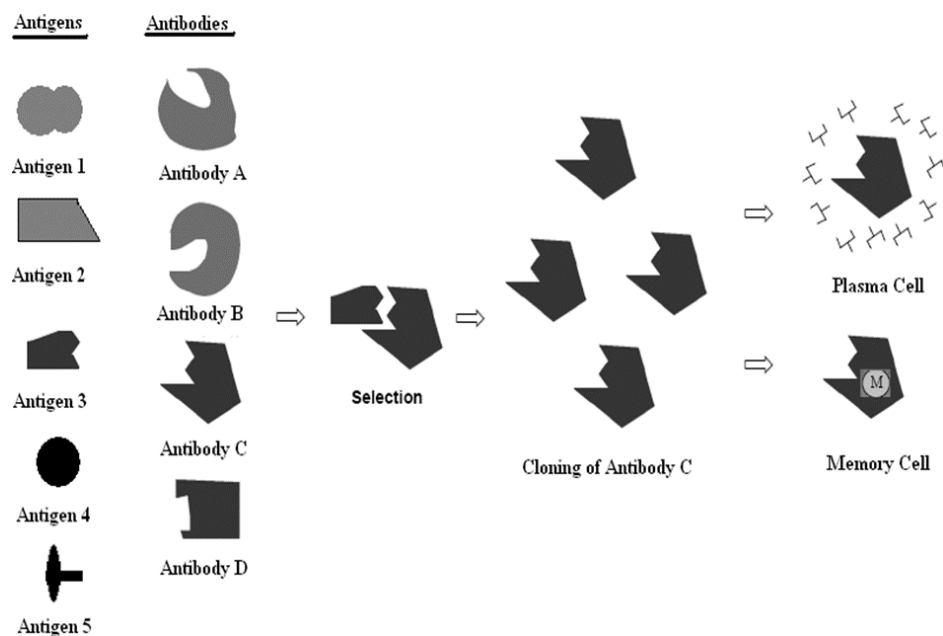 Antigens
Antibodies
Antigen 1
Antibody A
Antigen 2
Antibody B
Antigen 3
Antibody C
Antigen 4
Antibody D
Antigen 5
Selection
Cloning of Antibody C
Plasma Cell
M
Memory Cell